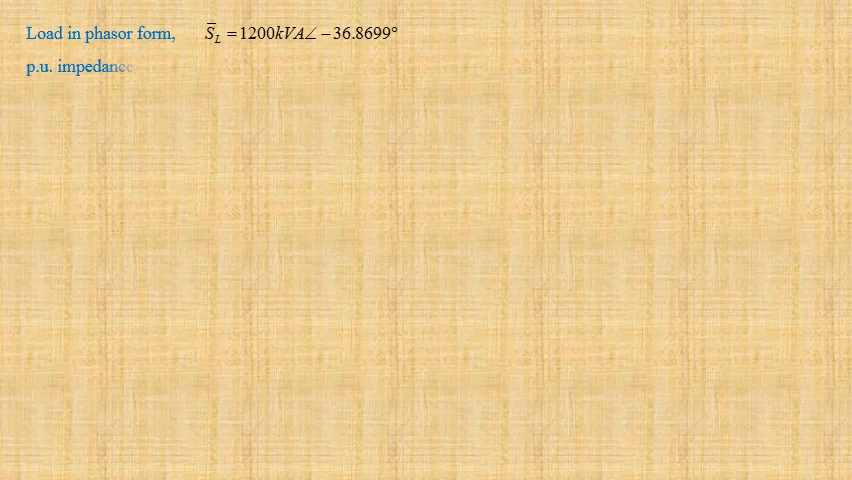 Load in phasor form, S̅_L = 1200kVA∠ − 36.8699°
p.u. impedance